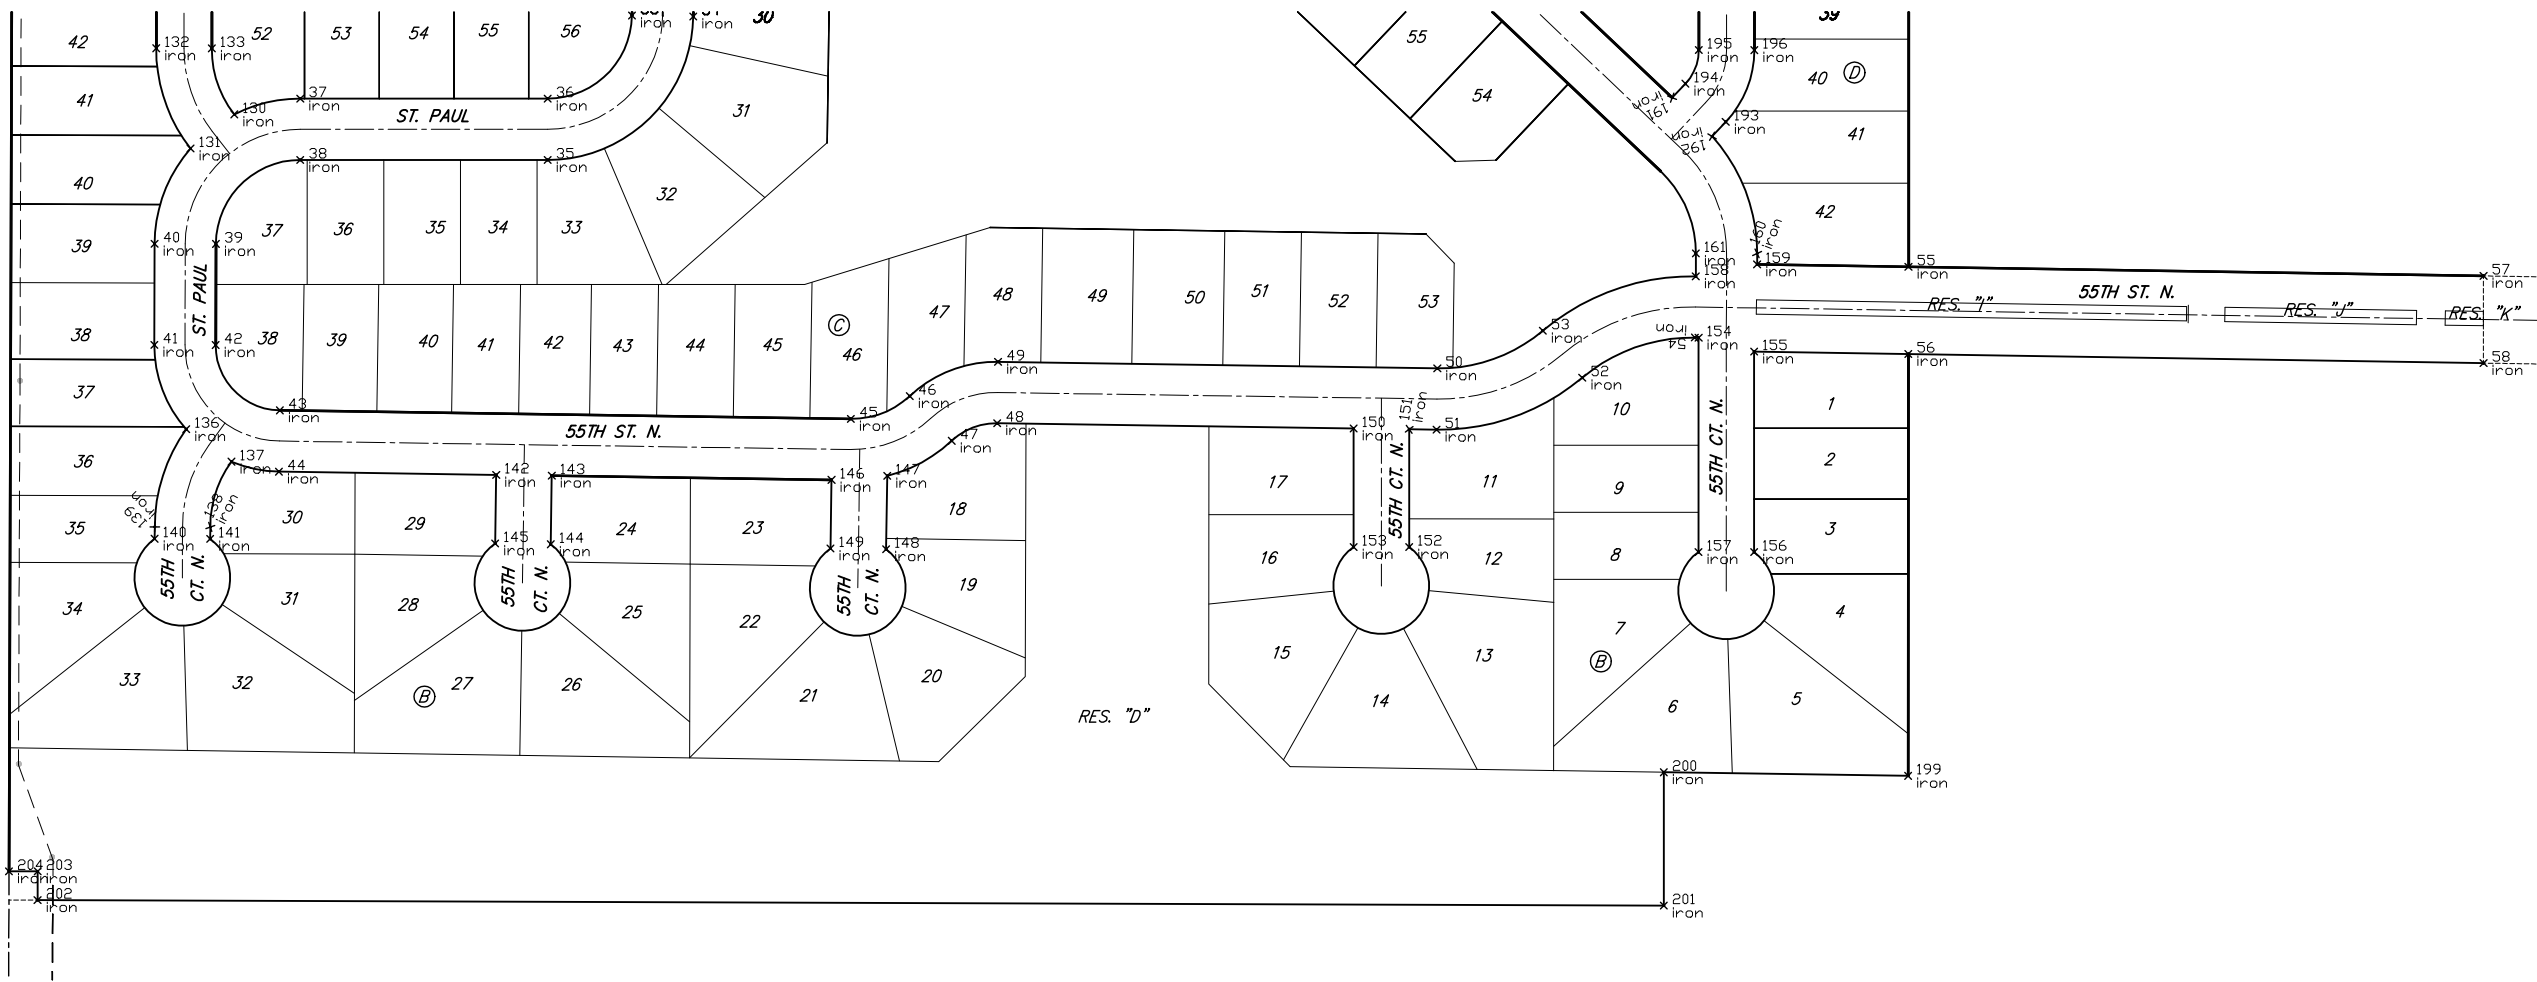 42
132
iron
133
iron
52
53
54
55
56
iron
iron
30
55
195
iron
196
iron
39
40
D
41
37
iron
130
iron
36
iron
ST. PAUL
31
54
194
iron
191
iron
193
iron
192
iron
41
131
iron
38
iron
35
iron
40
32
42
39
40
iron
39
iron
37
36
35
34
33
ST. PAUL
161
iron
160
iron
158
159
iron
55
iron
57
iron
55TH ST. N.
RES. "I"
RES. "J"
RES. "K"
38
41
iron
42
iron
38
39
40
41
42
43
44
45
C
46
47
48
49
50
51
52
53
53
iron
54
iron
154
iron
155
iron
56
iron
58
iron
49
iron
50
iron
52
iron
37
43
iron
45
iron
46
iron
48
iron
47
iron
136
iron
55TH ST. N.
150
iron
151
iron
51
iron
10
1
55TH CT. N.
55TH CT. N.
36
137
iron
44
iron
142
iron
143
iron
146
iron
147
iron
17
11
9
2
35
139
iron
138
iron
30
29
24
23
18
3
140
iron
141
iron
145
iron
144
iron
149
iron
148
iron
153
iron
152
iron
157
iron
156
iron
16
12
8
55TH
CT. N.
55TH
CT. N.
55TH
CT. N.
34
31
28
25
22
19
7
4
33
32
B
27
26
21
20
RES. "D"
15
14
13
B
6
5
200
iron
199
iron
204
iron
203
iron
202
iron
201
iron